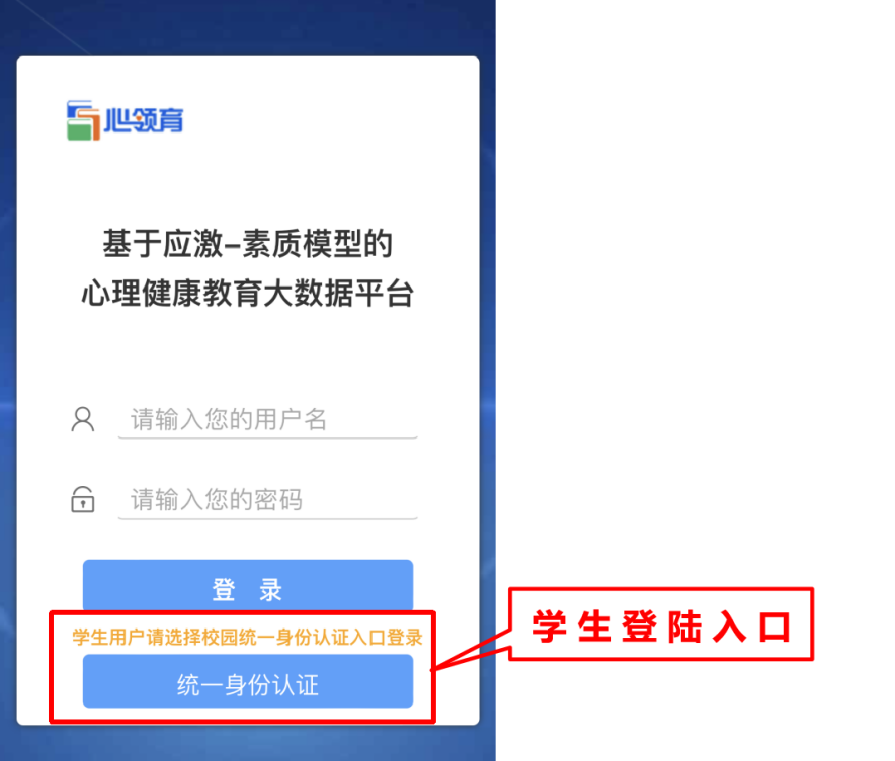 心领育
基于应激-素质模型的
心理健康教育大数据平台
请输入您的用户名
请输入您的密码
登 录
学生用户请选择校园统一身份认证入口登录
统一身份认证
学生登陆入口